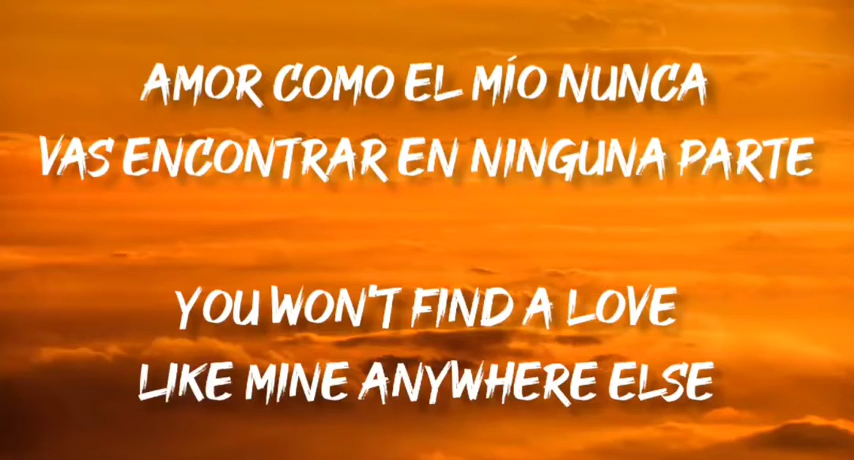 AMOR COMO EL MÍO NUNCA
VAS ENCONTRAR EN NINGUNA PARTE
YOU WON'T FIND A LOVE
LIKE MINE ANYWHERE ELSE